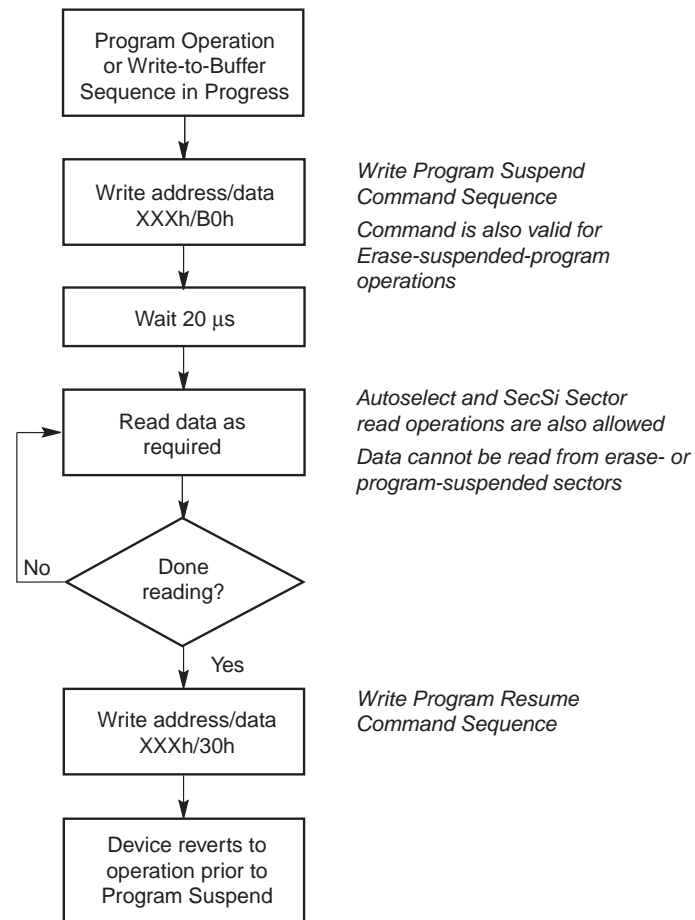 Program Operation
or Write-to-Buffer
Sequence in Progress
Write address/data
XXXh/B0h
Write Program Suspend
Command Sequence
Command is also valid for
Erase-suspended-program
operations
Wait 20 μs
Read data as
required
Autoselect and SecSi Sector
read operations are also allowed
Data cannot be read from erase- or
program-suspended sectors
No
Done
reading?
Yes
Write address/data
XXXh/30h
Write Program Resume
Command Sequence
Device reverts to
operation prior to
Program Suspend